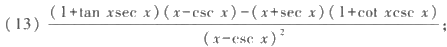 (13) \frac{(1+\tan x\sec x)(x-\csc x)-(x+\sec x)(1+\cot x\csc x)}{(x-\csc x)^2};